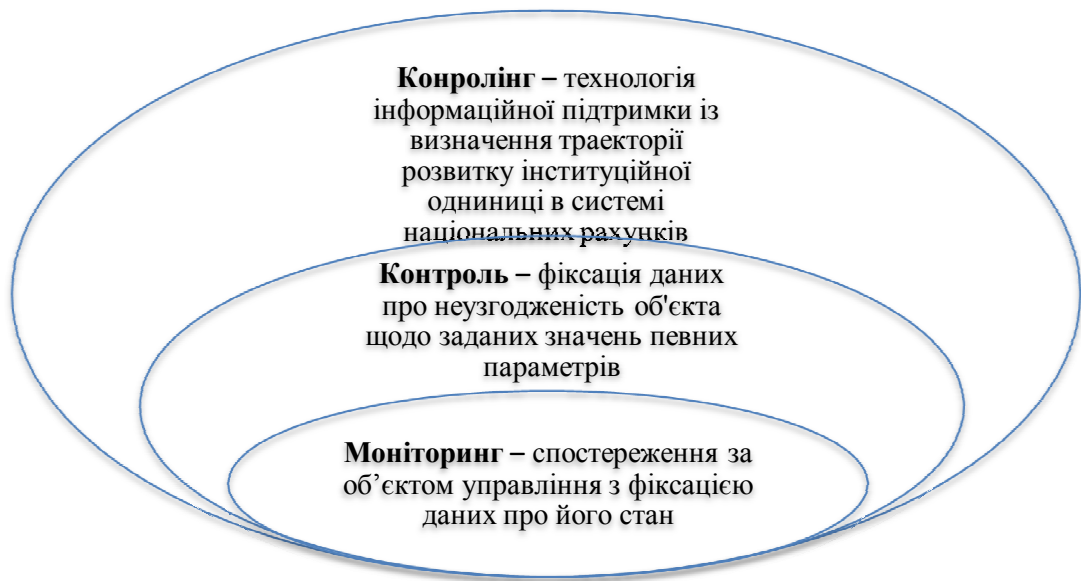 Конролінг – технологія
інформаційної підтримки із
визначення траекторії
розвитку інституційної
одниниці в системі
національних рахунків
Контроль – фіксація даних
про неузгодженість об'єкта
щодо заданих значень певних
параметрів
Моніторинг – спостереження за
об’єктом управління з фіксацією
даних про його стан